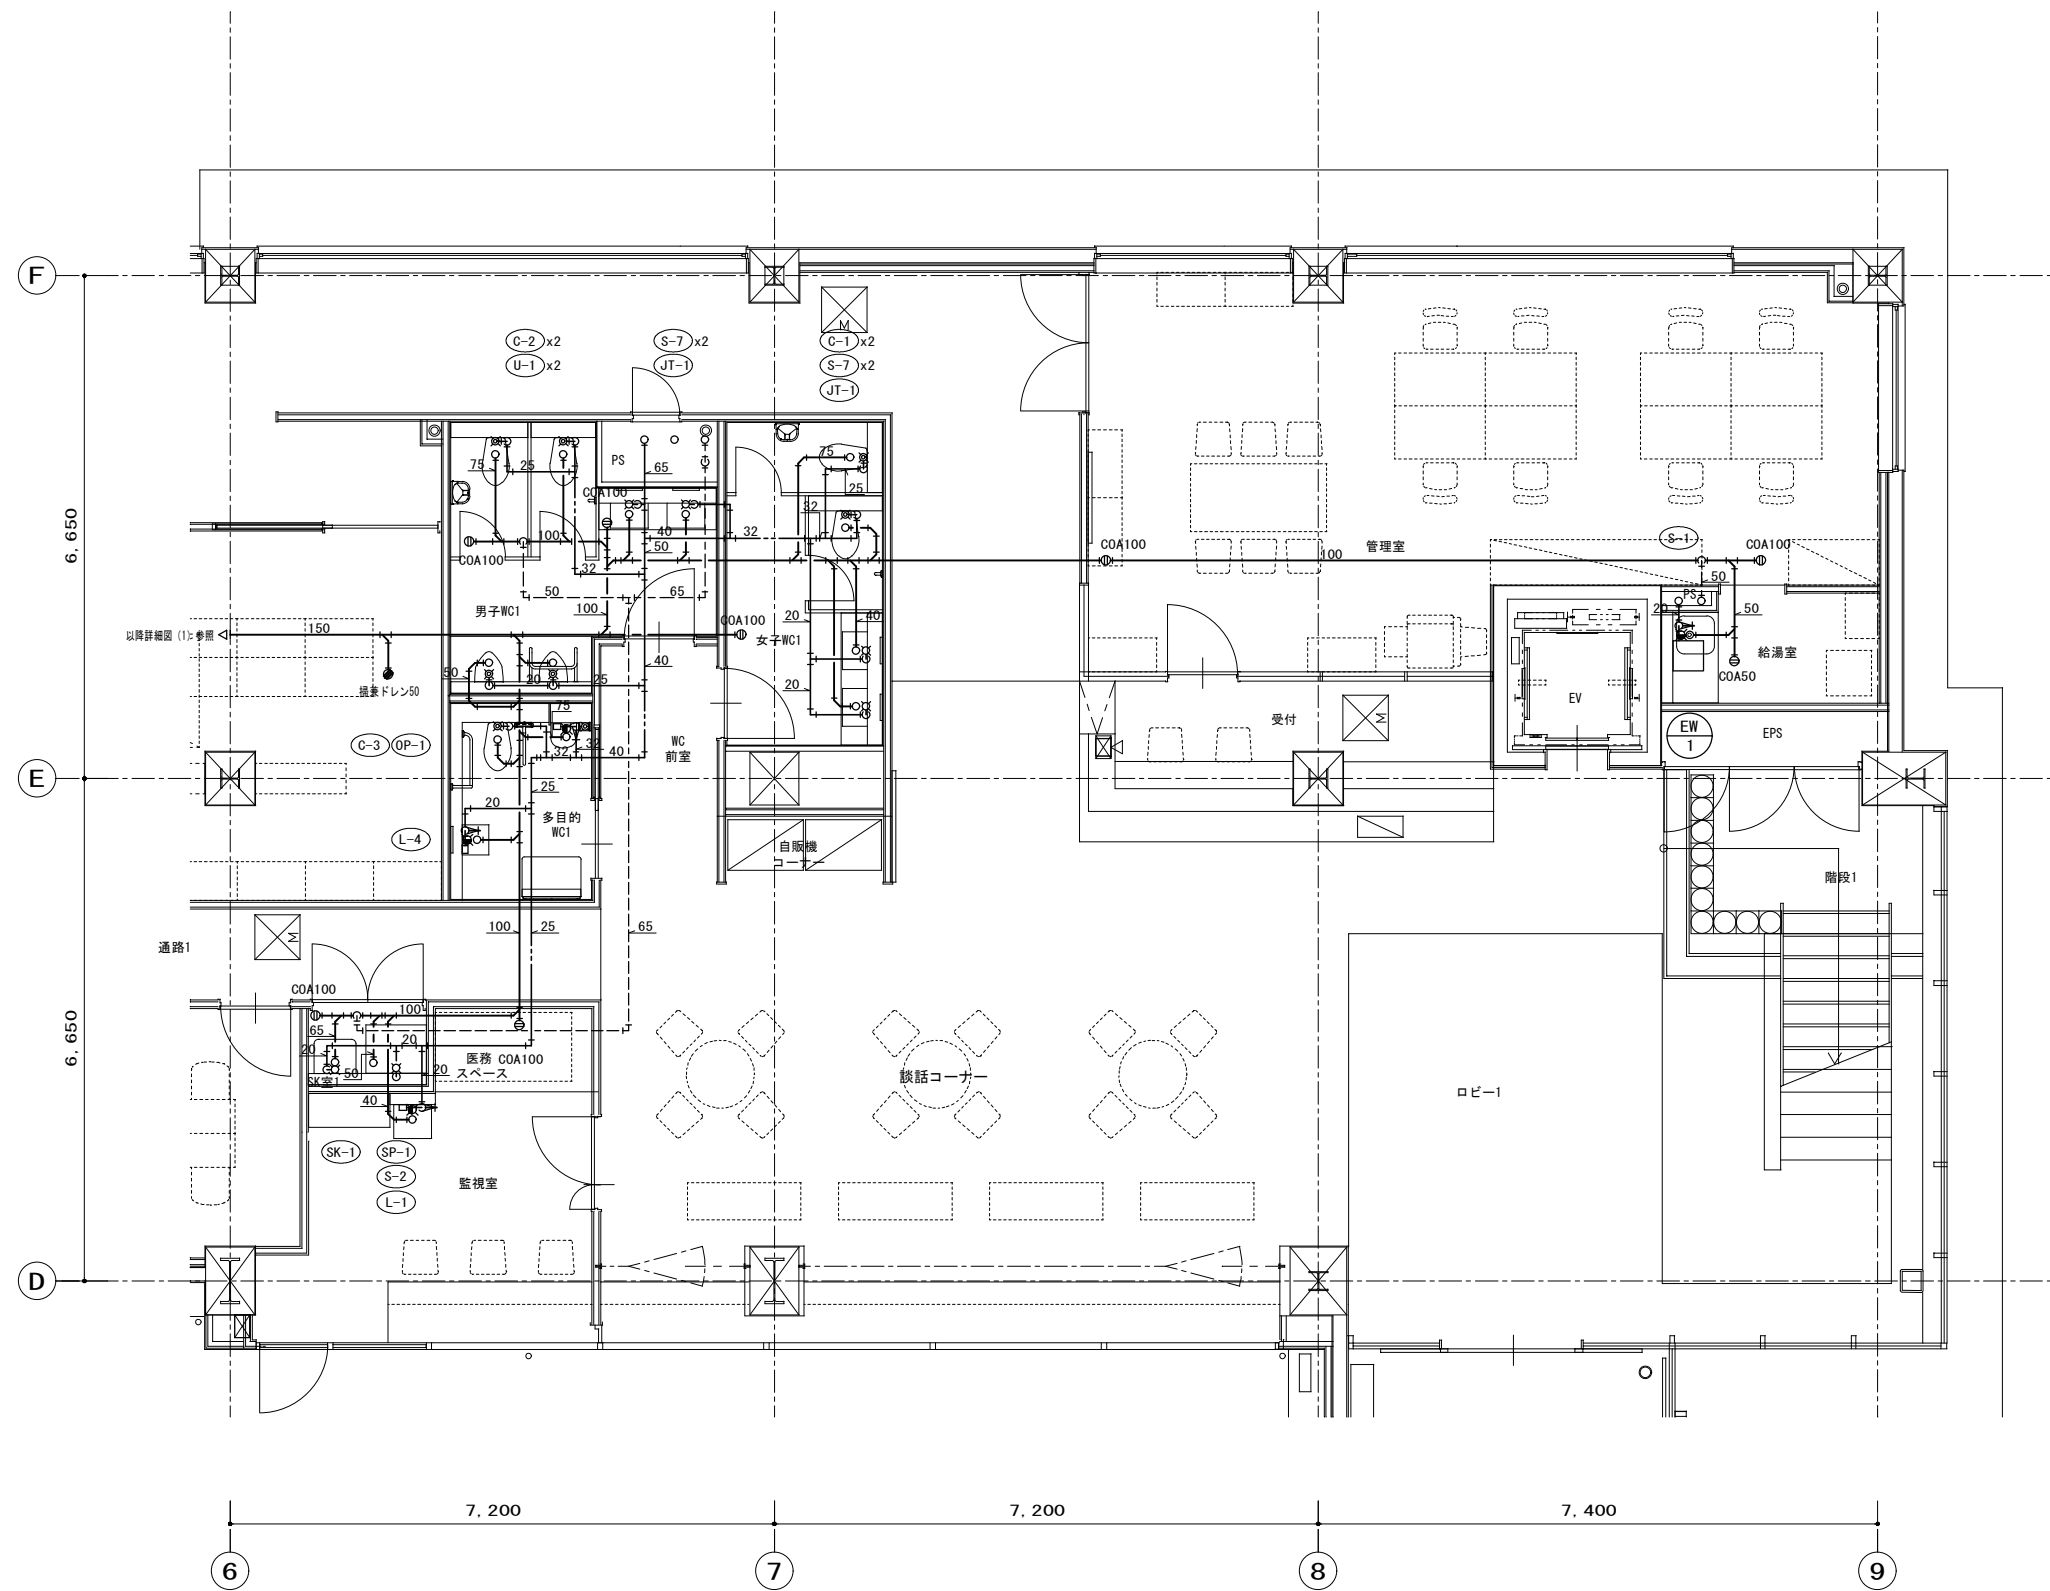 F
C-2 x2
S-7 x2
M
C-1 x2
U-1 x2
JT-1
S-7 x2
JT-1
75
25
PS
65
75
25
COA100
32
100
40
32
COA100
管理室
S-1
COA100
100
COA100
50
32
50
PS
6,650
50
65
男子WC1
100
COA100
20
40
20
50
以降詳細図(1)に参照
150
女子WC1
給湯室
40
COA50
50
20
25
20
掃兼ドレン50
75
EV
受付
M
EW
1
EPS
C-3
OP-1
WC
前室
32
32
40
E
25
20
多目的
WC1
L-4
自販機
コーナー
階段1
100
25
65
通路1
M
COA100
100
6,650
65
20
20
医務 COA100
スペース
50
20
SK室1
談話コーナー
40
ロビー1
SK-1
SP-1
S-2
L-1
監視室
D
7,200
7,200
7,400
6
7
8
9